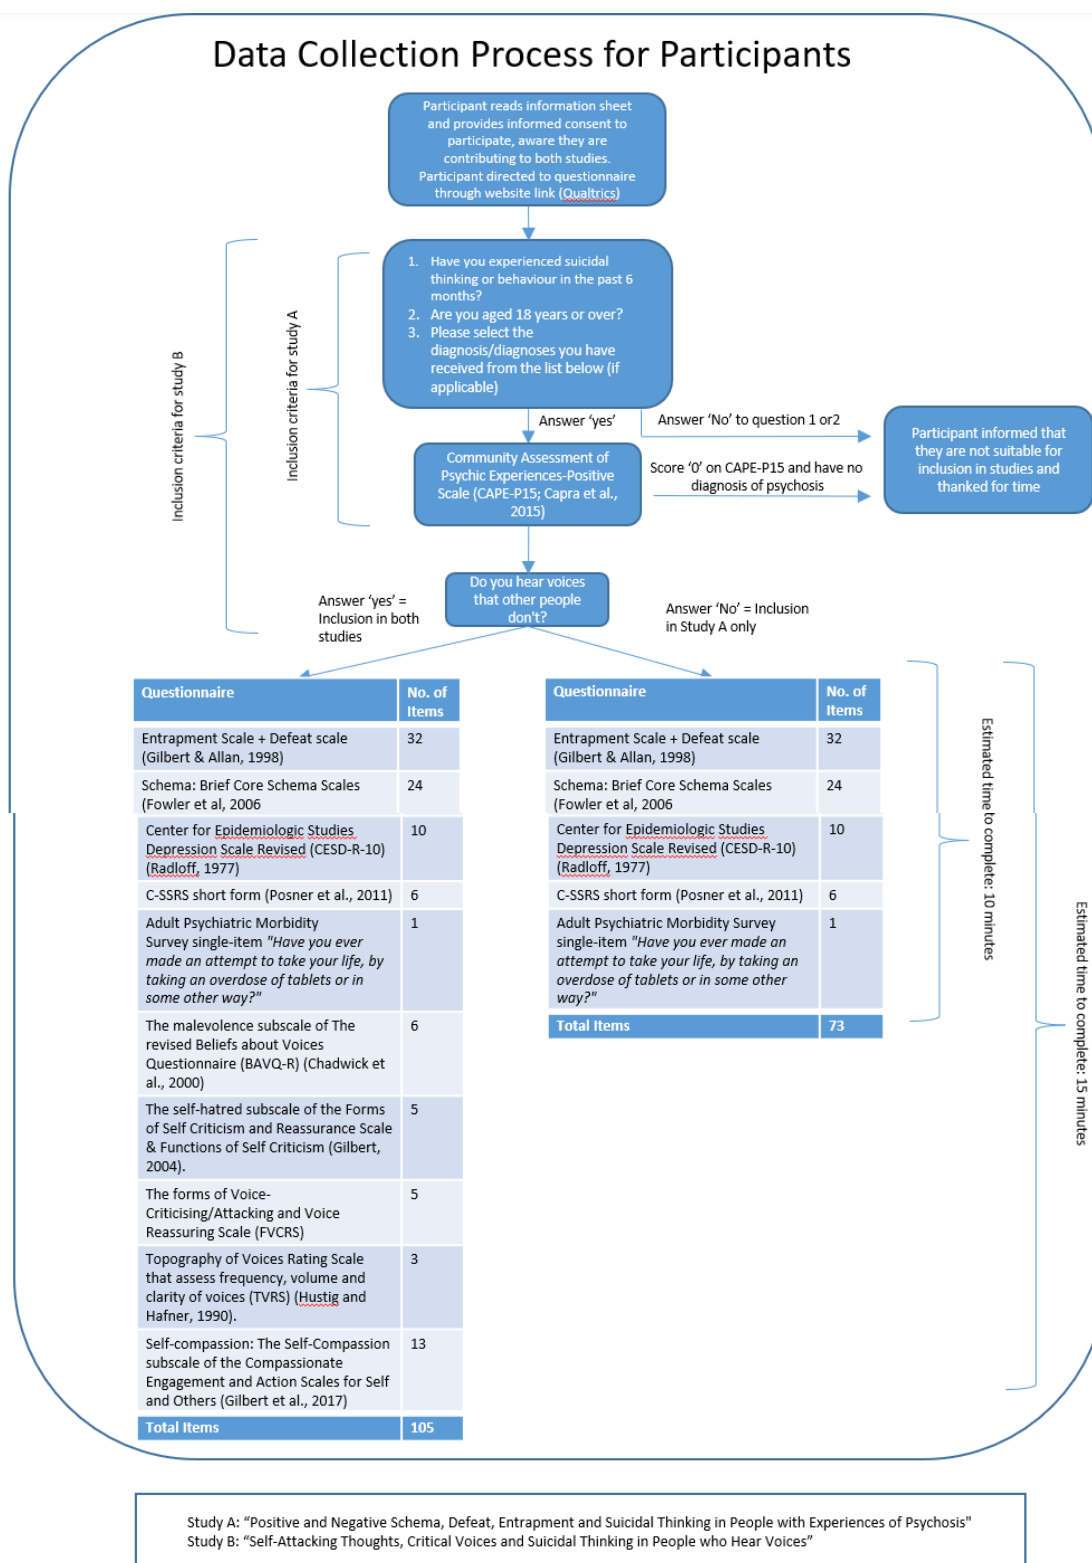 Data Collection Process for Participants
Participant reads information sheet
and provides informed consent to
participate, aware they are
contributing to both studies.
Participant directed to questionnaire
through website link (Qualtrics)
1. Have you experienced suicidal
thinking or behaviour in the past 6
months?
2. Are you aged 18 years or over?
3. Please select the
diagnosis/diagnoses you have
received from the list below (if
applicable)
Inclusion criteria for study B
Inclusion criteria for study A
Answer ‘yes’
Answer ‘No’ to question 1 or2
Community Assessment of
Psychic Experiences-Positive
Scale (CAPE-P15; Capra et al.,
2015)
Score ‘0’ on CAPE-P15 and have no
diagnosis of psychosis
Participant informed that
they are not suitable for
inclusion in studies and
thanked for time
Do you hear voices
that other people
don't?
Answer ‘yes’ =
Inclusion in both
studies
Answer ‘No’ = Inclusion
in Study A only
Questionnaire No. of
Items
Entrapment Scale + Defeat scale 32
(Gilbert & Allan, 1998)
Schema: Brief Core Schema Scales 24
(Fowler et al, 2006
Center for Epidemiologic Studies 10
Depression Scale Revised (CESD-R-10)
(Radloff, 1977)
C-SSRS short form (Posner et al., 2011) 6
Adult Psychiatric Morbidity 1
Survey single-item "Have you ever
made an attempt to take your life, by
taking an overdose of tablets or in
some other way?"
The malevolence subscale of The 6
revised Beliefs about Voices
Questionnaire (BAVQ-R) (Chadwick et
al., 2000)
The self-hatred subscale of the Forms 5
of Self Criticism and Reassurance Scale
& Functions of Self Criticism (Gilbert,
2004).
The forms of Voice- 5
Criticising/Attacking and Voice
Reassuring Scale (FVCRS)
Topography of Voices Rating Scale 3
that assess frequency, volume and
clarity of voices (TVRS) (Hustig and
Hafner, 1990).
Self-compassion: The Self-Compassion 13
subscale of the Compassionate
Engagement and Action Scales for Self
and Others (Gilbert et al., 2017)
Total Items 105
Questionnaire No. of
Items
Entrapment Scale + Defeat scale 32
(Gilbert & Allan, 1998)
Schema: Brief Core Schema Scales 24
(Fowler et al, 2006
Center for Epidemiologic Studies 10
Depression Scale Revised (CESD-R-10)
(Radloff, 1977)
C-SSRS short form (Posner et al., 2011) 6
Adult Psychiatric Morbidity Survey 1
single-item "Have you ever made an
attempt to take your life, by taking an
overdose of tablets or in some other
way?"
Total Items 73
Estimated time to complete: 10 minutes
Estimated time to complete: 15 minutes
Study A: “Positive and Negative Schema, Defeat, Entrapment and Suicidal Thinking in People with Experiences of Psychosis"
Study B: “Self-Attacking Thoughts, Critical Voices and Suicidal Thinking in People who Hear Voices”